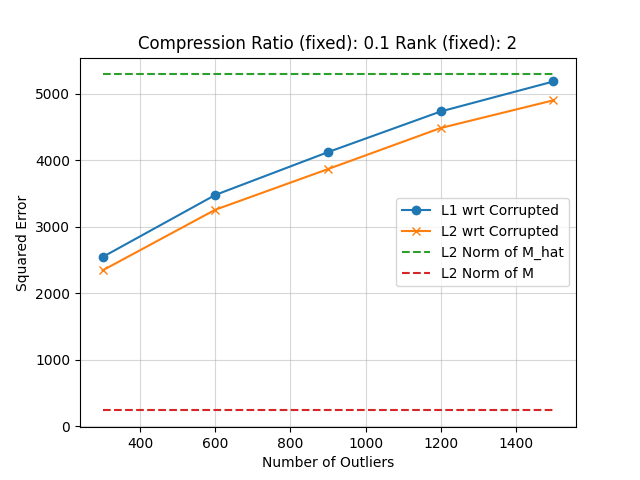 Compression Ratio (fixed): 0.1 Rank (fixed): 2
Squared Error
5000
4000
3000
2000
1000
0
L1 wrt Corrupted
L2 wrt Corrupted
L2 Norm of M_hat
L2 Norm of M
400 600 800 1000 1200 1400
Number of Outliers